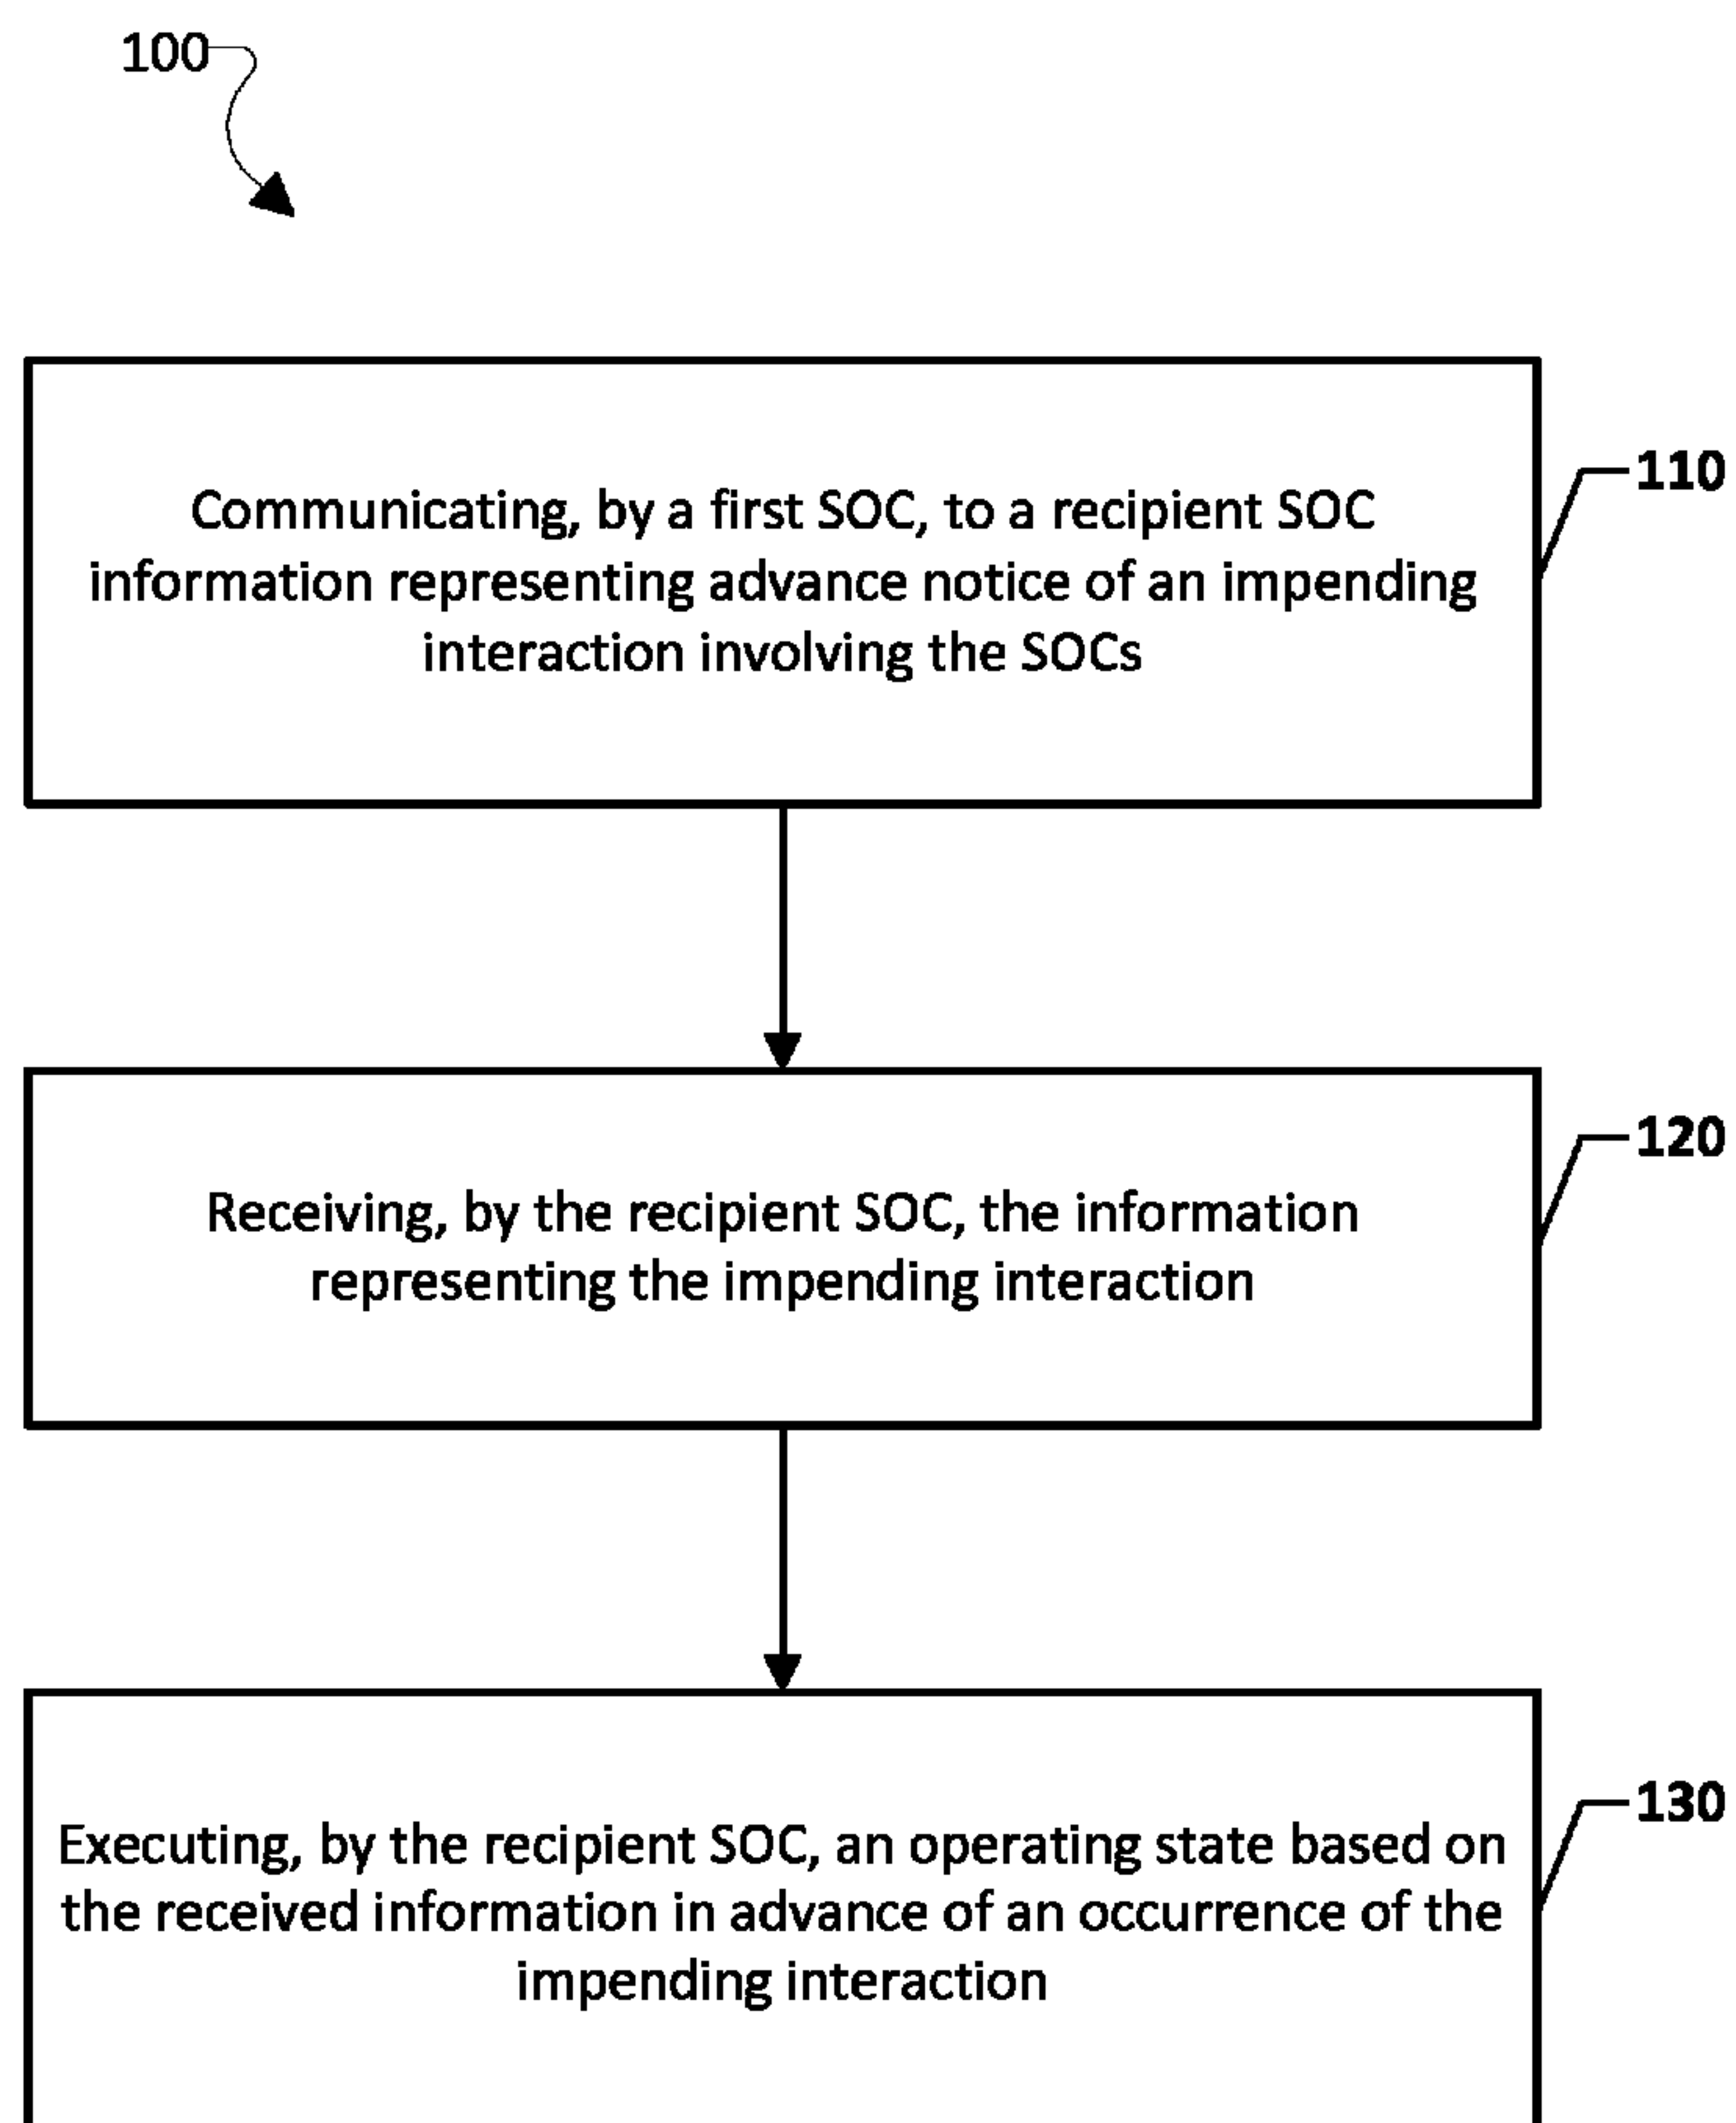 100
Communicating, by a first SOC, to a recipient SOC
information representing advance notice of an impending
interaction involving the SOCs
110
Receiving, by the recipient SOC, the information
representing the impending interaction
120
Executing, by the recipient SOC, an operating state based on
the received information in advance of an occurrence of the
impending interaction
130